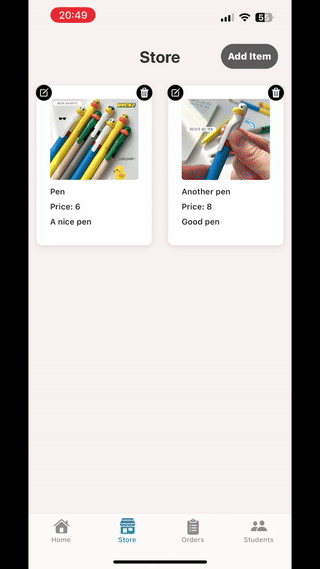 20:49
55
Store
Add Item
Pen
Price: 6
A nice pen
Another pen
Price: 8
Good pen
Home
Store
Orders
Students